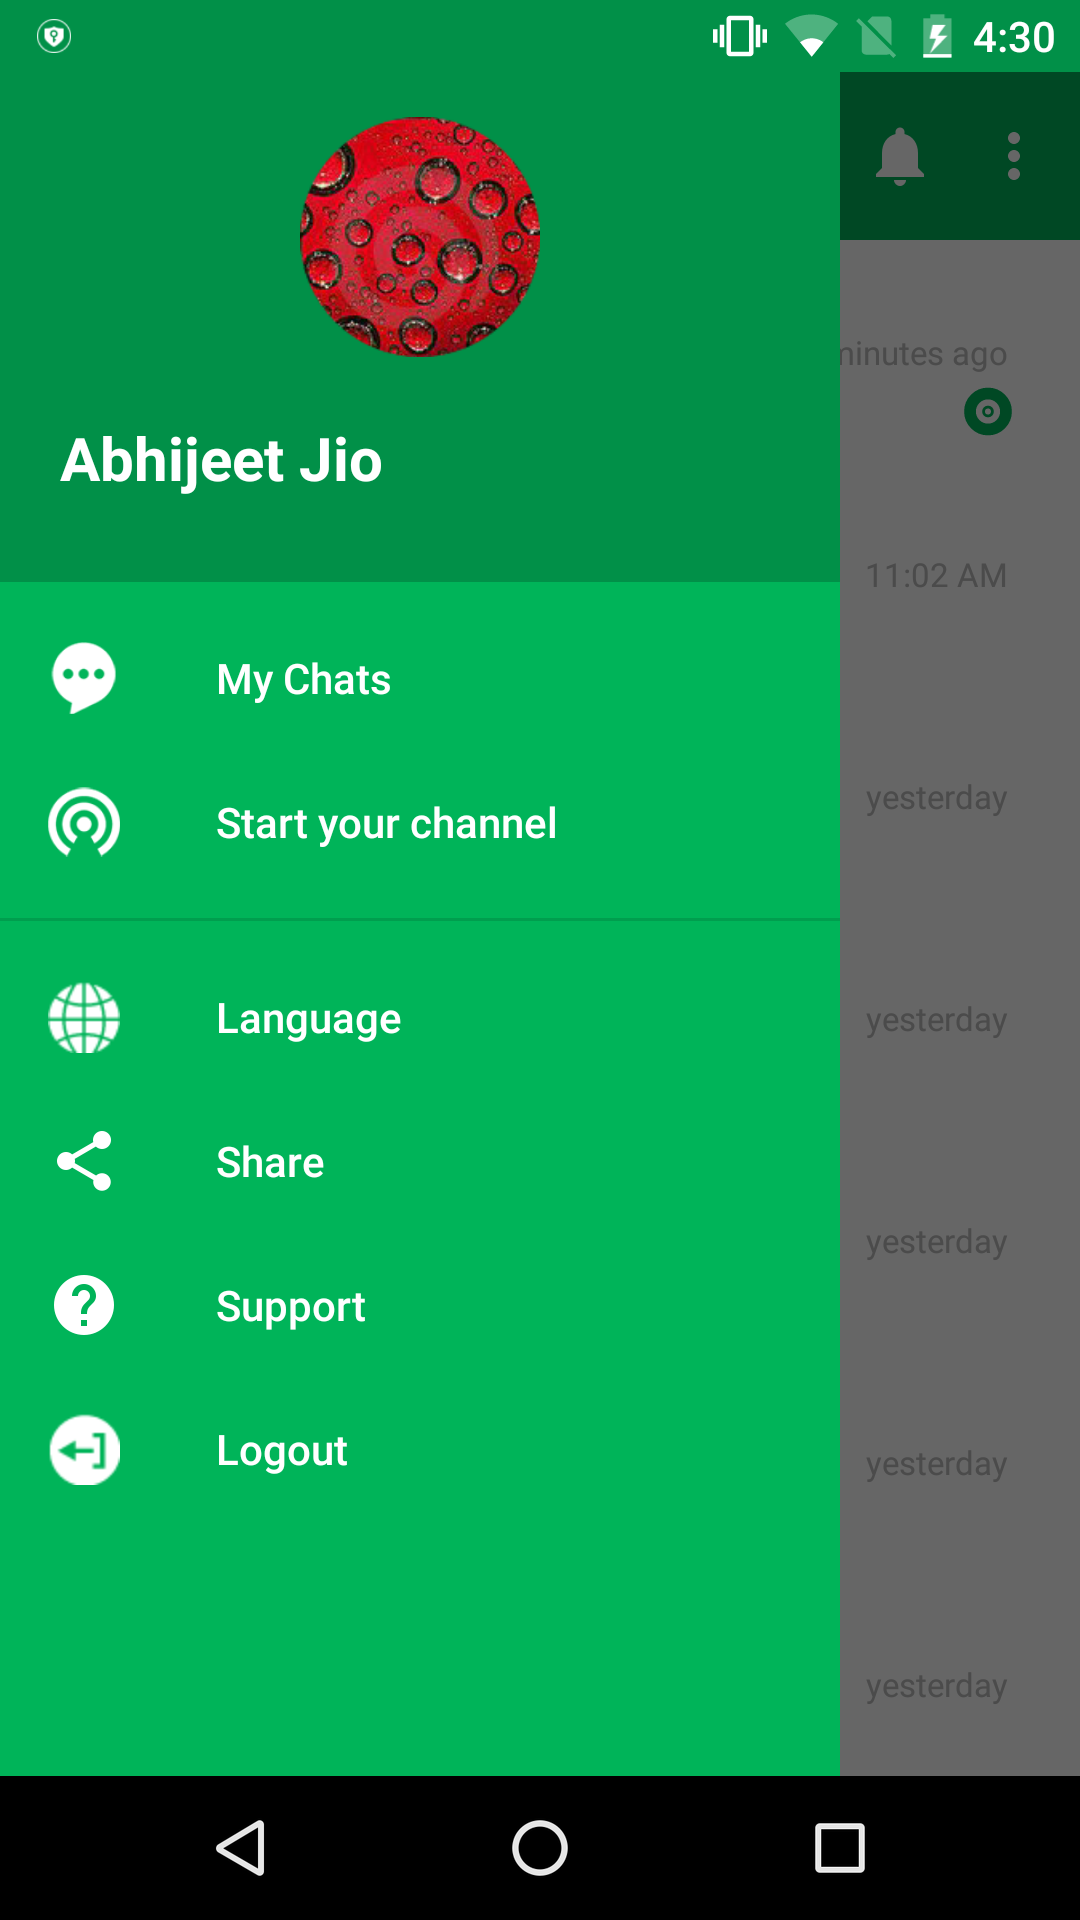 4:30
minutes ago
Abhijeet Jio
11:02 AM
My Chats
yesterday
Start your channel
Language
yesterday
Share
yesterday
Support
Logout
yesterday
yesterday